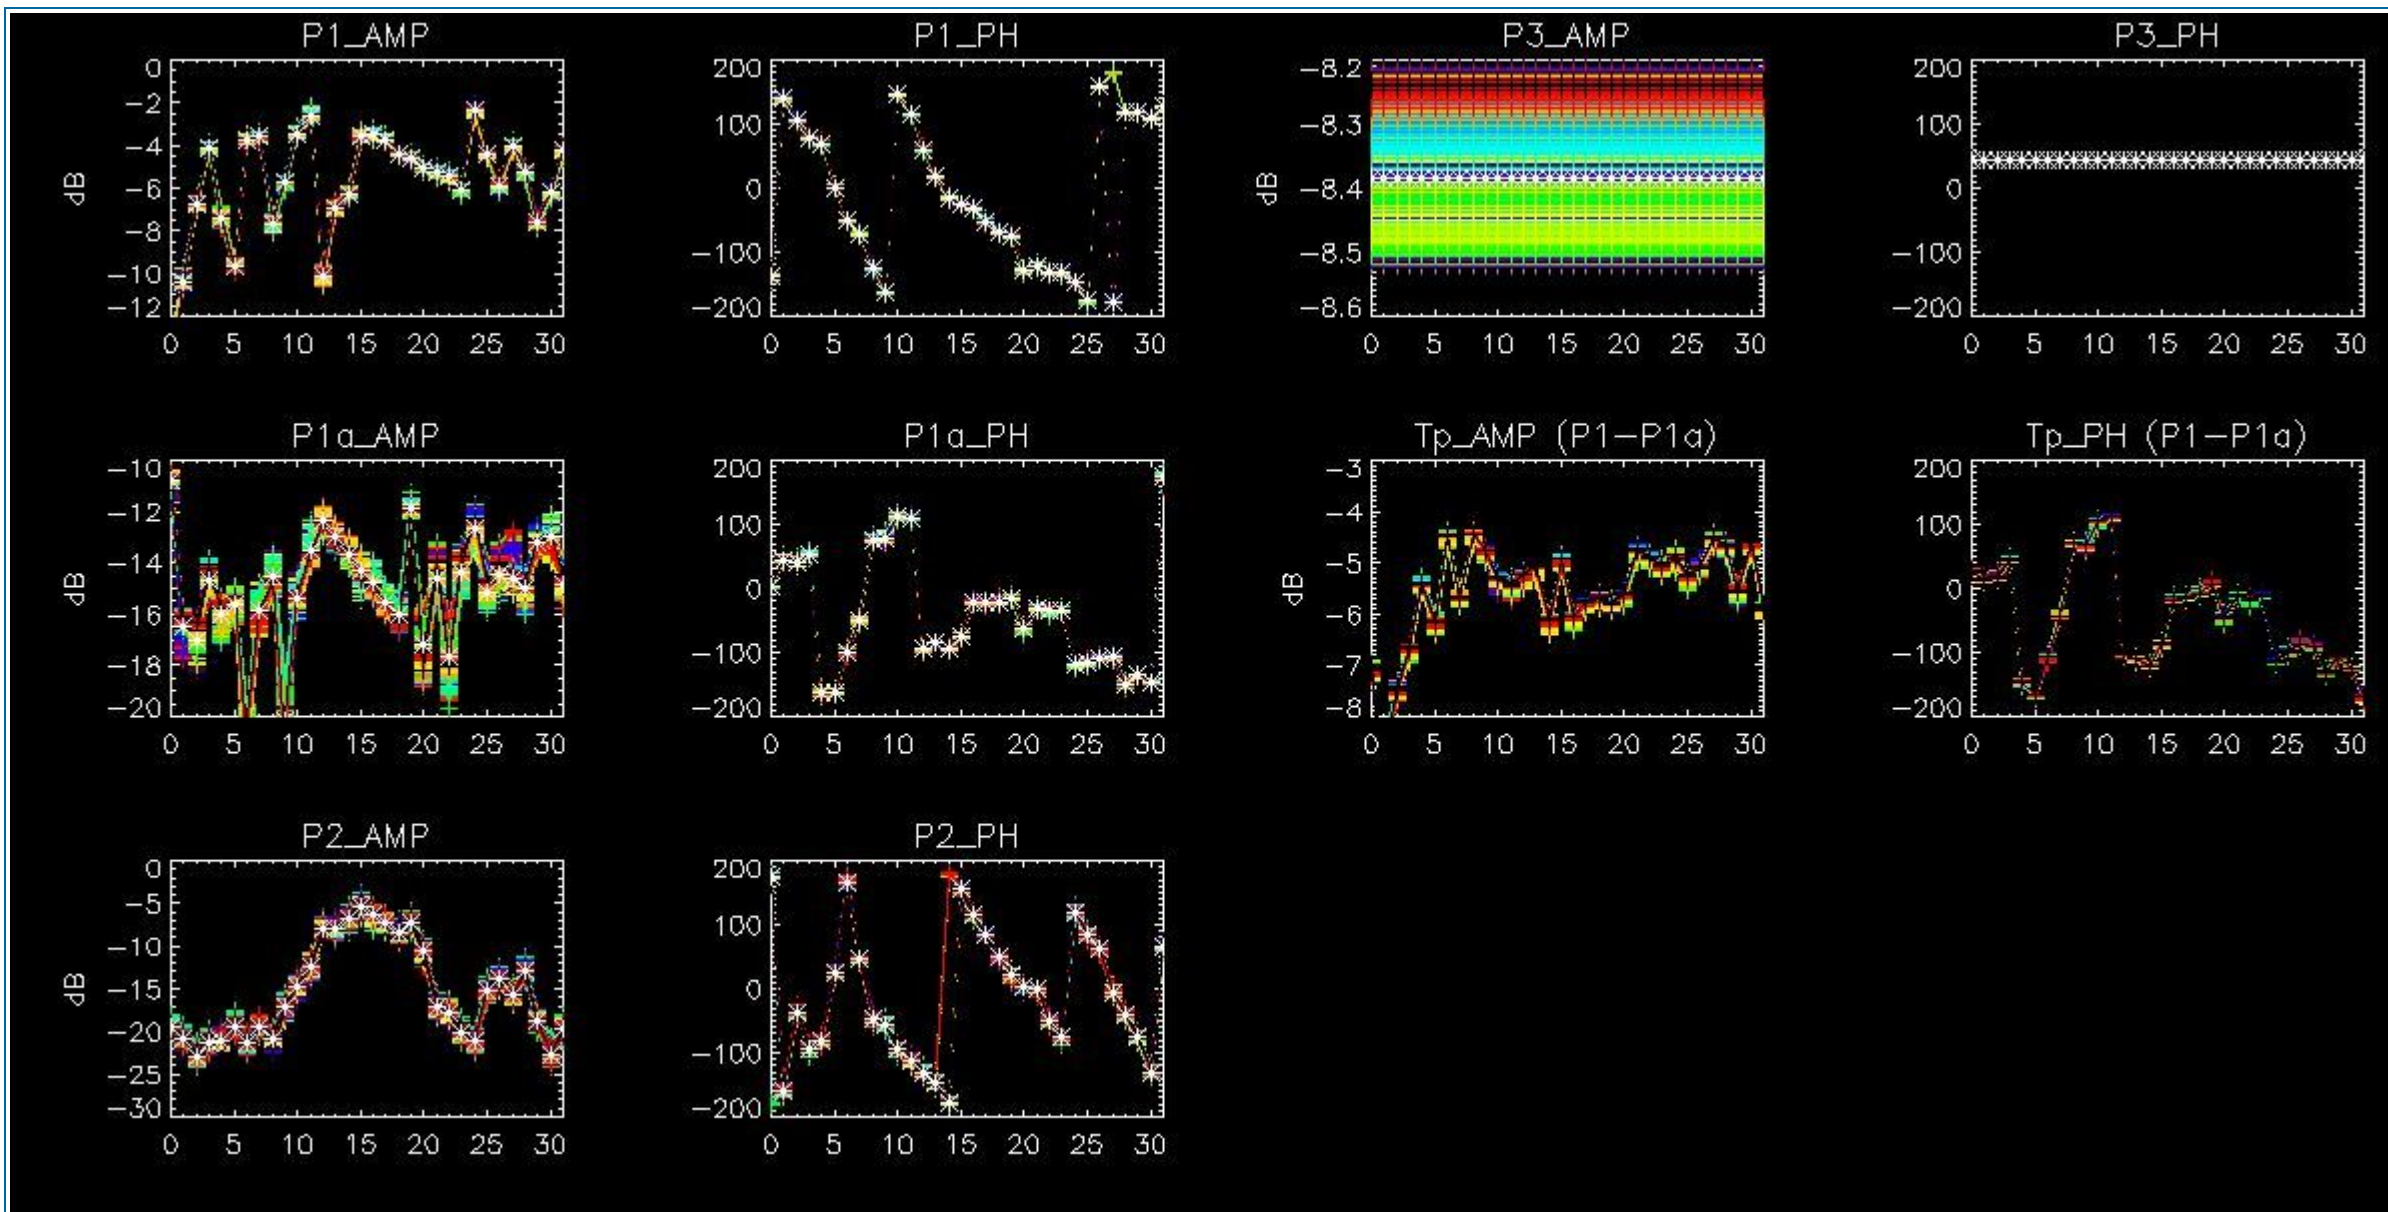 P1_AMP P1_PH P3_AMP P3_PH
0 200 -8.2 200
-2
-4 100 -8.3 100
dB -6 0 dB -8.4 0
-8
-10 -100 -8.5 -100
-12 -200 -8.6 -200
0 5 10 15 20 25 30 0 5 10 15 20 25 30 0 5 10 15 20 25 30 0 5 10 15 20 25 30
P1a_AMP P1a_PH Tp_AMP (P1-P1a) Tp_PH (P1-P1a)
-10 200 -3 200
-12 100 -4 100
-14 -5
dB 0 dB 0
-16 -6
-18 -100 -7 -100
-20 -200 -8 -200
0 5 10 15 20 25 30 0 5 10 15 20 25 30 0 5 10 15 20 25 30 0 5 10 15 20 25 30
P2_AMP P2_PH
0 200
-5
-10 100
dB -15 0
-20
-25 -100
-30 -200
0 5 10 15 20 25 30 0 5 10 15 20 25 30